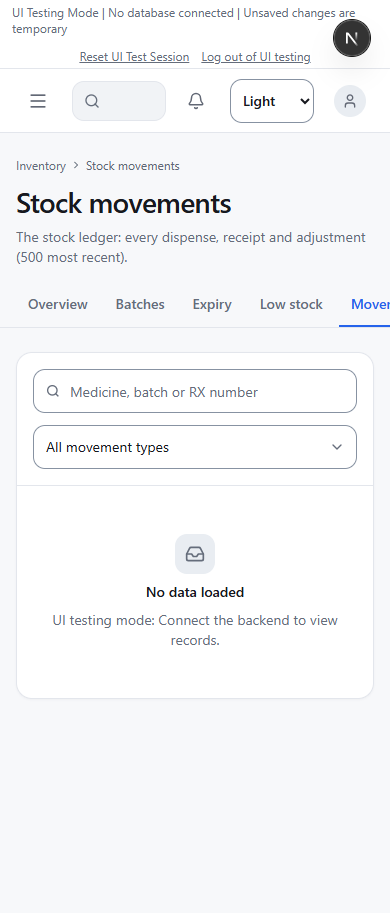 UI Testing Mode | No database connected | Unsaved changes are
temporary
Reset UI Test Session Log out of UI testing
N
Light
Inventory > Stock movements
Stock movements
The stock ledger: every dispense, receipt and adjustment
(500 most recent).
Overview Batches Expiry Low stock Mover
Medicine, batch or RX number
All movement types
No data loaded
UI testing mode: Connect the backend to view
records.